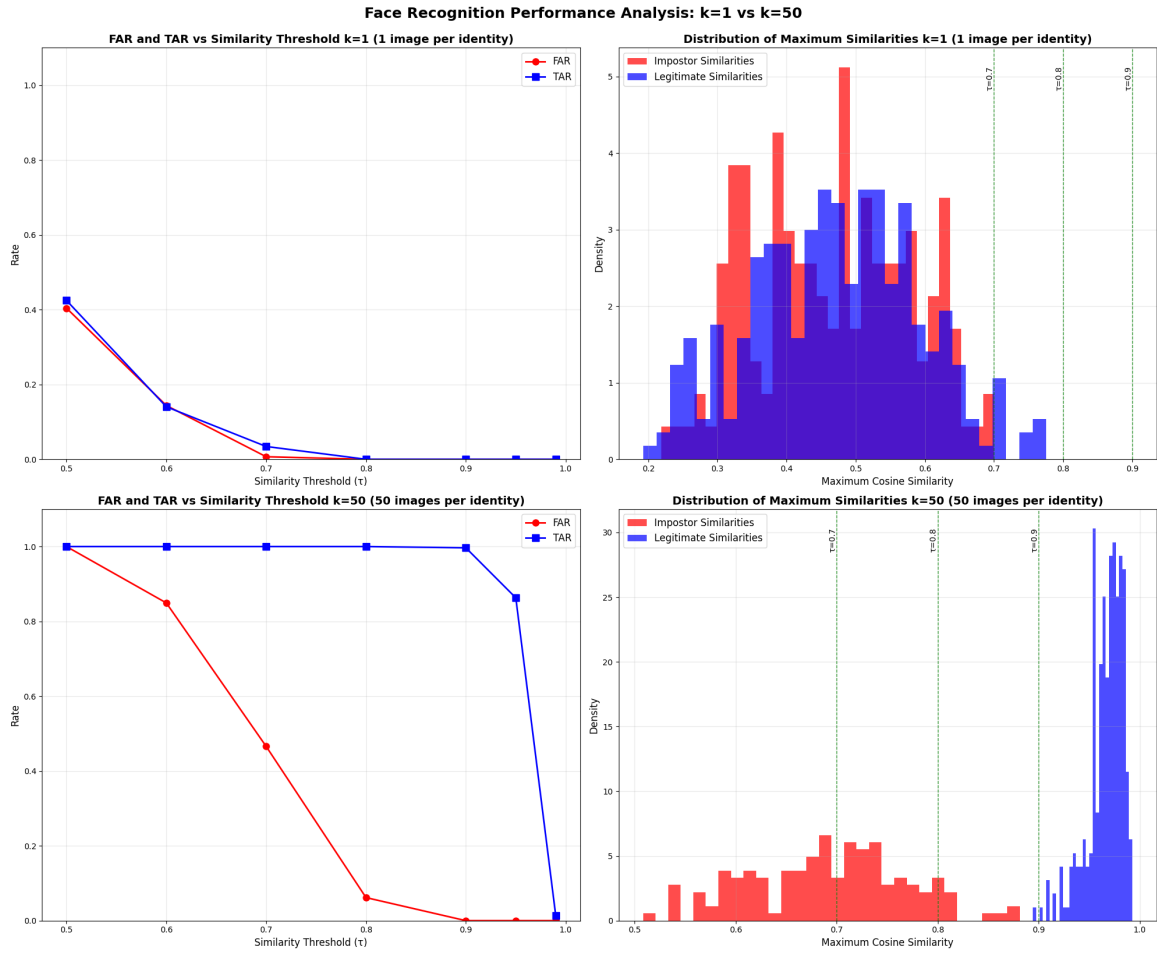 Face Recognition Performance Analysis: k=1 vs k=50
FAR and TAR vs Similarity Threshold k=1 (1 image per identity)
FAR
TAR
1.0
0.8
0.6
0.4
0.2
0.0
Rate
0.5 0.6 0.7 0.8 0.9 1.0
Similarity Threshold (τ)
Distribution of Maximum Similarities k=1 (1 image per identity)
Impostor Similarities
Legitimate Similarities
τ=0.7
τ=0.8
τ=0.9
5
4
3
2
1
0
Density
0.2 0.3 0.4 0.5 0.6 0.7 0.8 0.9
Maximum Cosine Similarity
FAR and TAR vs Similarity Threshold k=50 (50 images per identity)
FAR
TAR
1.0
0.8
0.6
0.4
0.2
0.0
Rate
0.5 0.6 0.7 0.8 0.9 1.0
Similarity Threshold (τ)
Distribution of Maximum Similarities k=50 (50 images per identity)
Impostor Similarities
Legitimate Similarities
τ=0.7
τ=0.8
τ=0.9
30
25
20
15
10
5
0
Density
0.5 0.6 0.7 0.8 0.9 1.0
Maximum Cosine Similarity